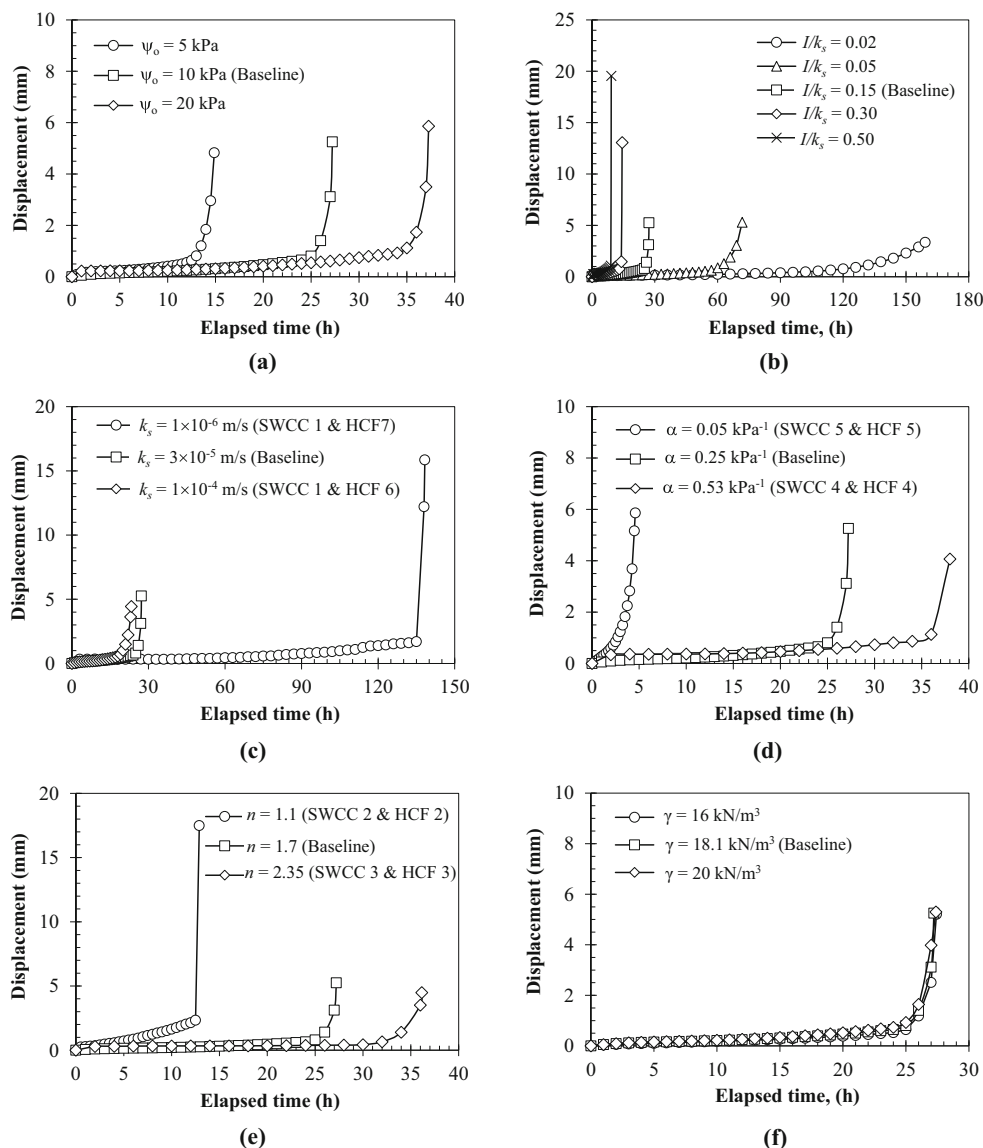 Displacement (mm)
10
8
6
4
2
0
ψₒ = 5 kPa
ψₒ = 10 kPa (Baseline)
ψₒ = 20 kPa
0 5 10 15 20 25 30 35 40
Elapsed time (h)
(a)
Displacement (mm)
25
20
15
10
5
0
I/kₛ = 0.02
I/kₛ = 0.05
I/kₛ = 0.15 (Baseline)
I/kₛ = 0.30
I/kₛ = 0.50
0 30 60 90 120 150 180
Elapsed time, (h)
(b)
Displacement (mm)
20
15
10
5
0
kₛ = 1×10⁻⁶ m/s (SWCC 1 & HCF7)
kₛ = 3×10⁻⁵ m/s (Baseline)
kₛ = 1×10⁻⁴ m/s (SWCC 1 & HCF 6)
0 30 60 90 120 150
Elapsed time (h)
(c)
Displacement (mm)
10
8
6
4
2
0
α = 0.05 kPa⁻¹ (SWCC 5 & HCF 5)
α = 0.25 kPa⁻¹ (Baseline)
α = 0.53 kPa⁻¹ (SWCC 4 & HCF 4)
0 5 10 15 20 25 30 35 40
Elapsed time (h)
(d)
Displacement (mm)
20
15
10
5
0
n = 1.1 (SWCC 2 & HCF 2)
n = 1.7 (Baseline)
n = 2.35 (SWCC 3 & HCF 3)
0 5 10 15 20 25 30 35 40
Elapsed time (h)
(e)
Displacement (mm)
10
8
6
4
2
0
γ = 16 kN/m³
γ = 18.1 kN/m³ (Baseline)
γ = 20 kN/m³
0 5 10 15 20 25 30
Elapsed time, (h)
(f)